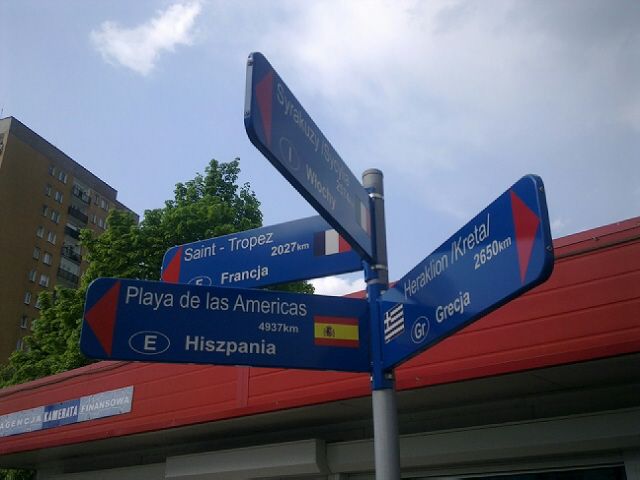 Syrakuzy /Sycylia/
I
Włochy
Saint - Tropez
2027km
F
Francja
Playa de las Americas
4937km
E
Hiszpania
Heraklion /Kreta/
2650km
Gr
Grecja
AGENCJA KAMERATA FINANSOWA